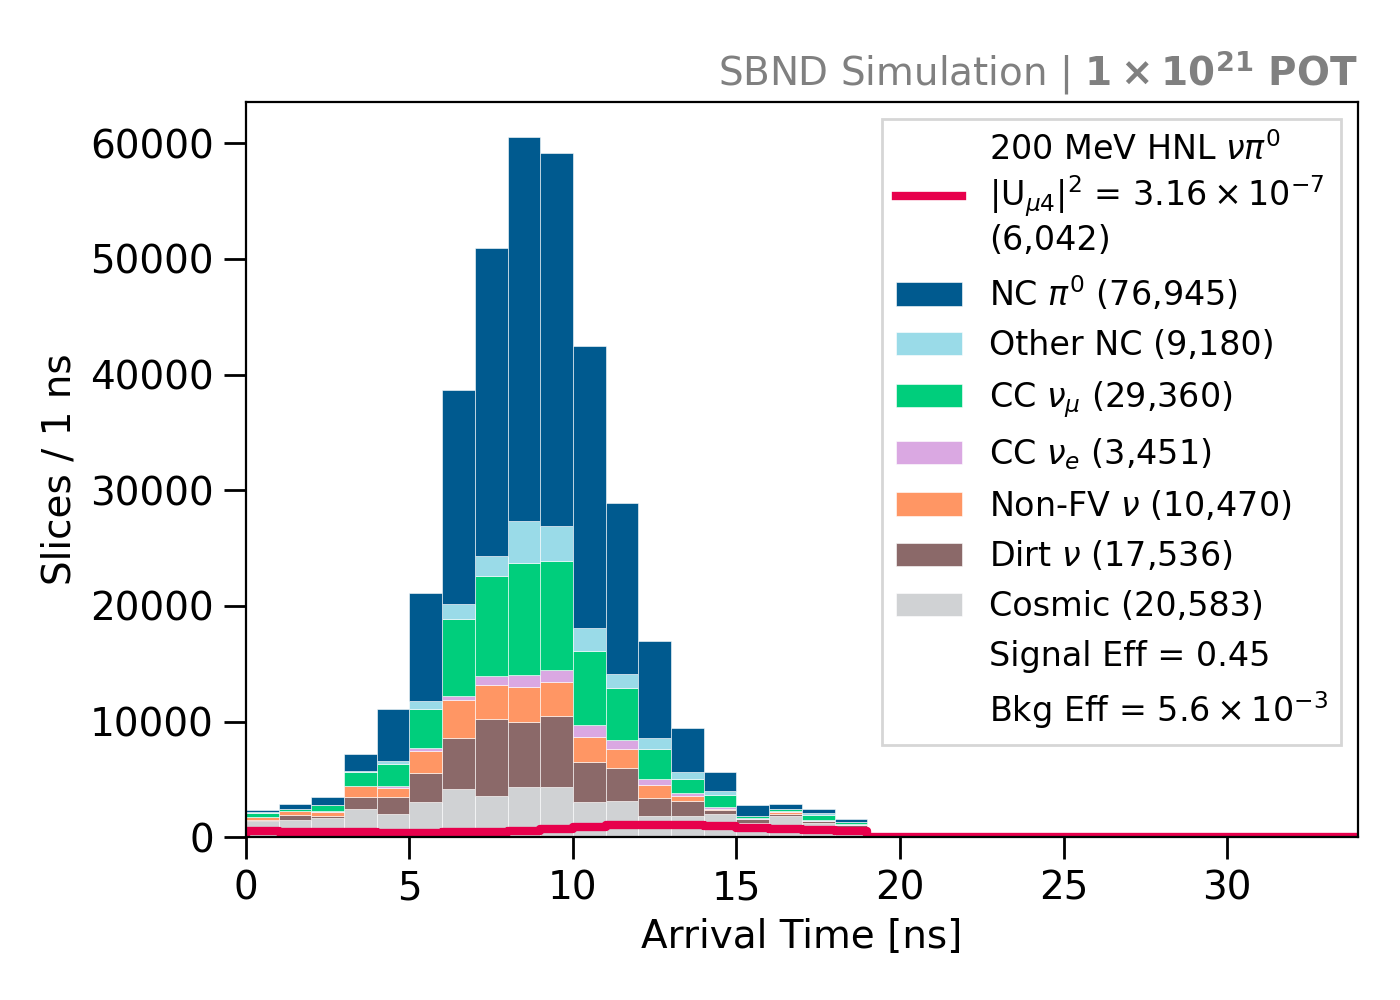 SBND Simulation | 1 × 10²¹ POT
60000
50000
40000
30000
20000
10000
0
Slices / 1 ns
0 5 10 15 20 25 30
Arrival Time [ns]
200 MeV HNL νπ⁰
|U_μ4|² = 3.16 × 10⁻⁷
(6,042)
NC π⁰ (76,945)
Other NC (9,180)
CC ν_μ (29,360)
CC ν_e (3,451)
Non-FV ν (10,470)
Dirt ν (17,536)
Cosmic (20,583)
Signal Eff = 0.45
Bkg Eff = 5.6 × 10⁻³